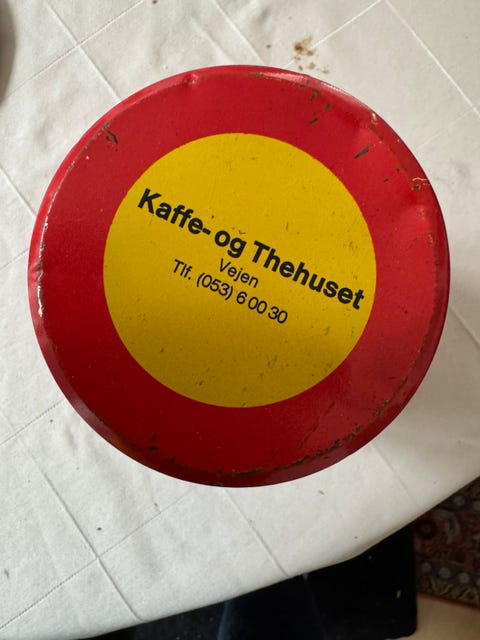 Kaffe- og Thehuset
Vejen
Tlf. (053) 6 00 30